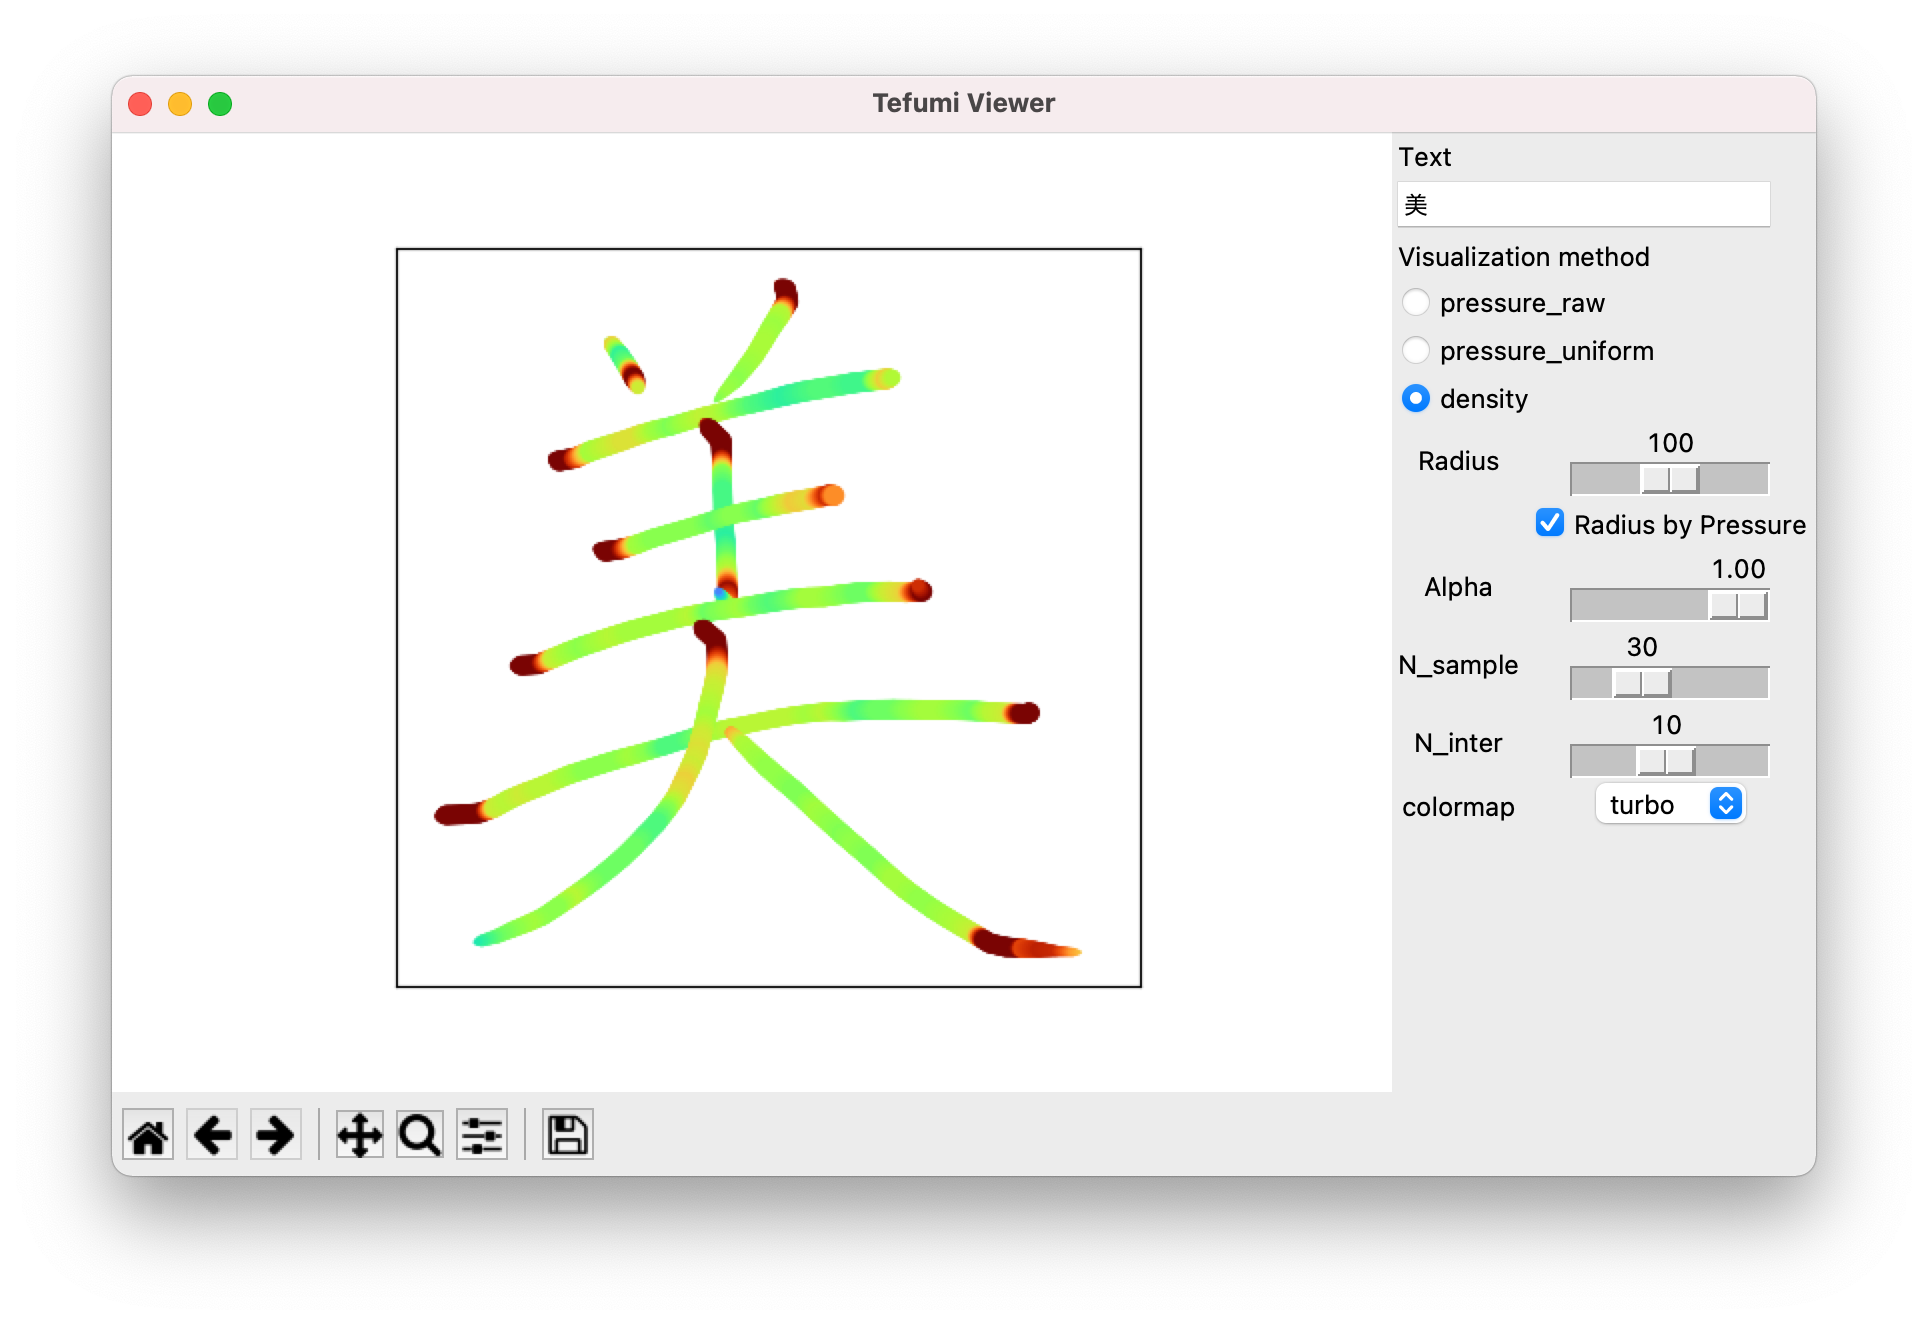 Tefumi Viewer
美
Text
美
Visualization method
pressure_raw
pressure_uniform
density
100
Radius
Radius by Pressure
1.00
Alpha
30
N_sample
10
N_inter
colormap
turbo